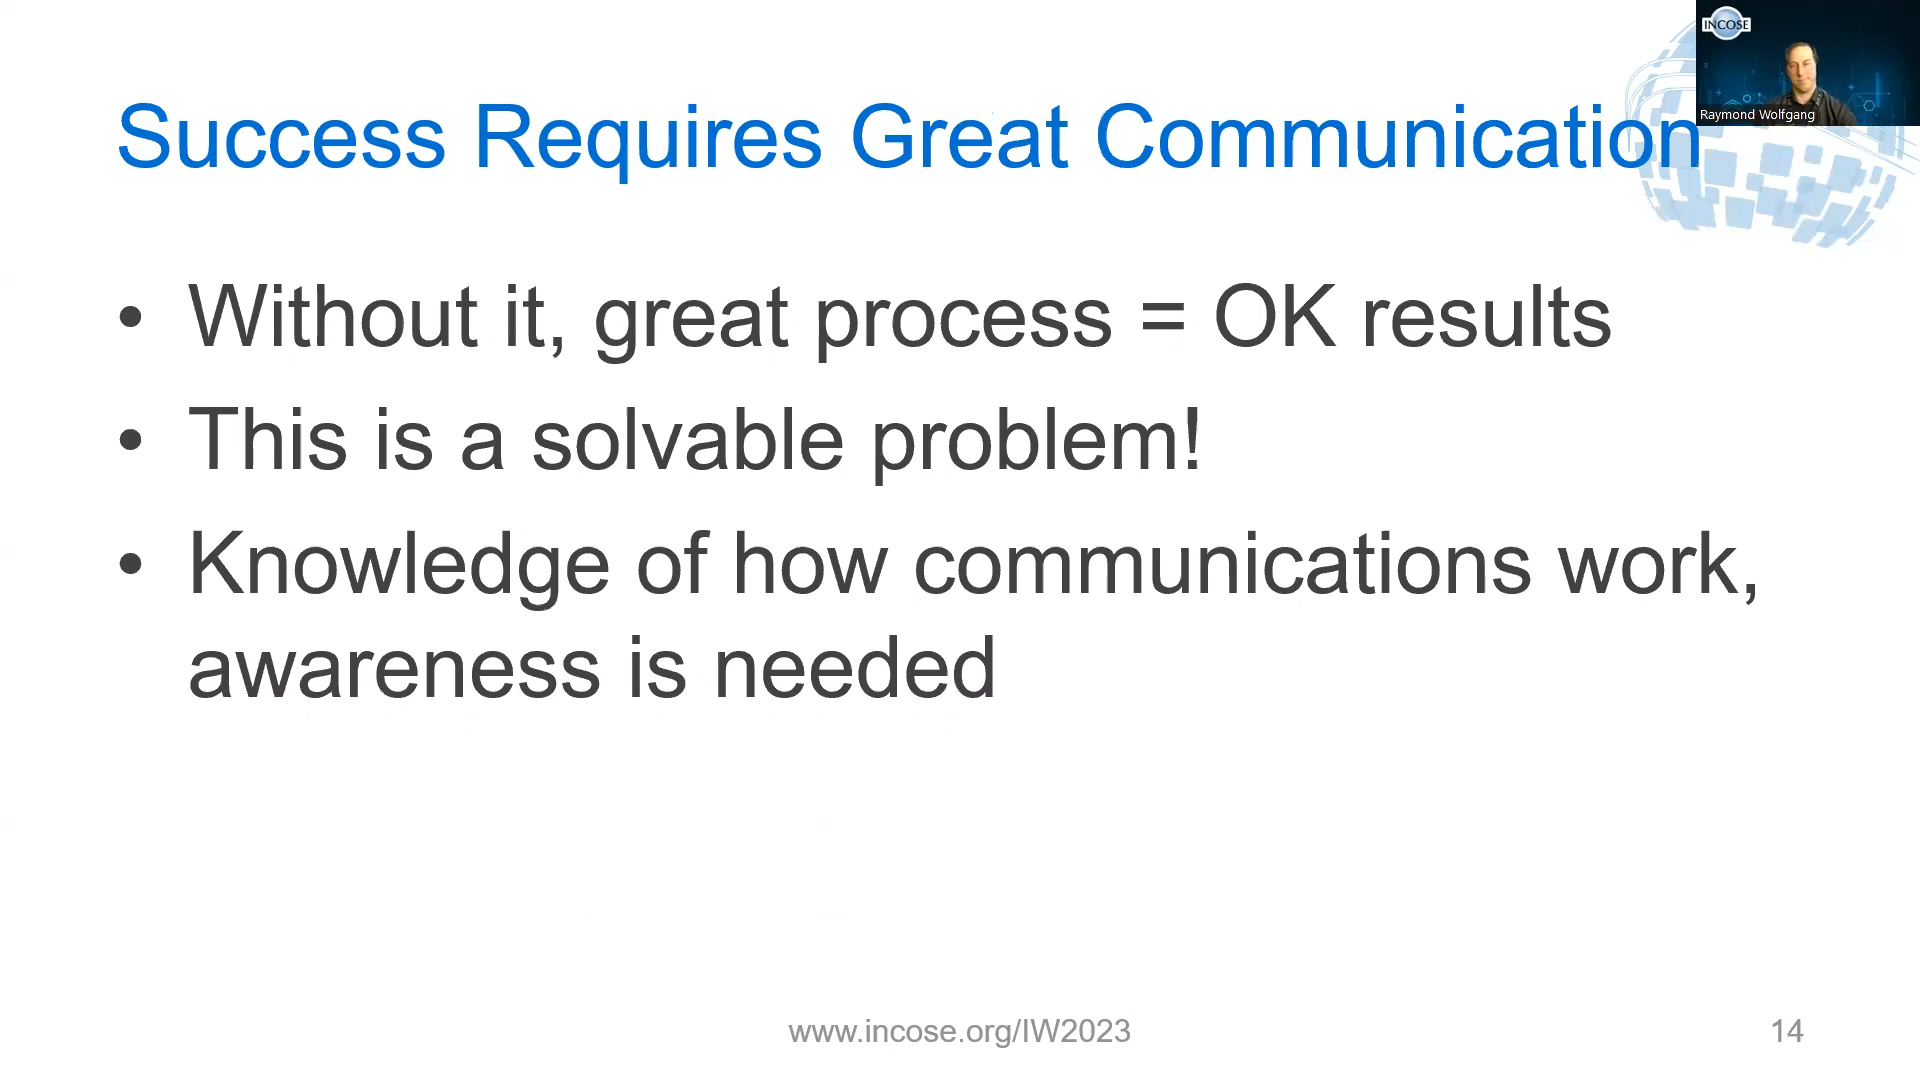 INCOSE
Raymond Wolfgang
Success Requires Great Communication
• Without it, great process = OK results
• This is a solvable problem!
• Knowledge of how communications work,
awareness is needed
www.incose.org/IW2023
14